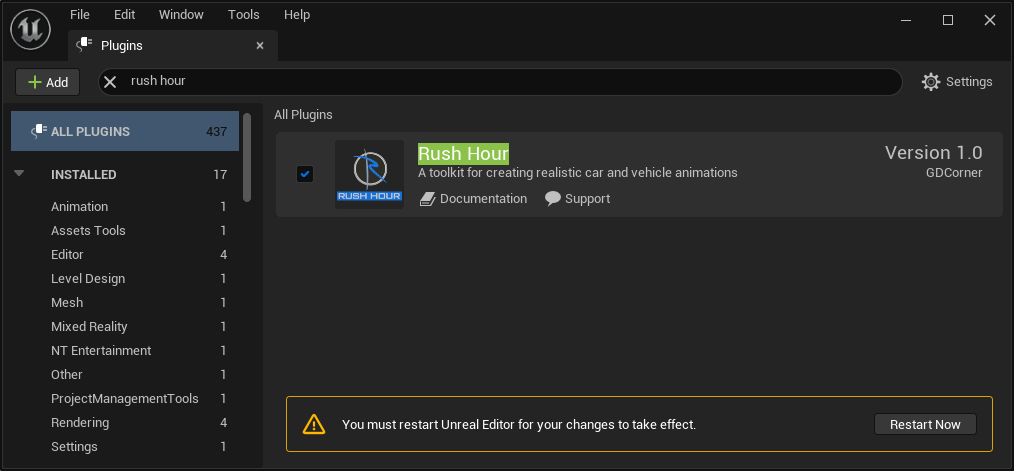 File Edit Window Tools Help
Plugins
Add
rush hour
Settings
ALL PLUGINS 437
INSTALLED 17
Animation 1
Assets Tools 1
Editor 4
Level Design 1
Mesh 1
Mixed Reality 1
NT Entertainment 1
Other 1
ProjectManagementTools 1
Rendering 4
Settings 1
All Plugins
RUSH HOUR
Rush Hour
A toolkit for creating realistic car and vehicle animations
Documentation Support
Version 1.0
GDCorner
You must restart Unreal Editor for your changes to take effect.
Restart Now